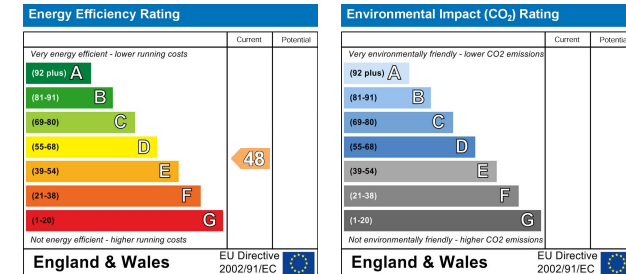 Energy Efficiency Rating
Current Potential
Very energy efficient - lower running costs
(92 plus) A
(81-91) B
(69-80) C
(55-68) D
(39-54) E
(21-38) F
(1-20) G
48
Not energy efficient - higher running costs
England & Wales
EU Directive
2002/91/EC
Environmental Impact (CO2) Rating
Current Potential
Very environmentally friendly - lower CO2 emissions
(92 plus) A
(81-91) B
(69-80) C
(55-68) D
(39-54) E
(21-38) F
(1-20) G
Not environmentally friendly - higher CO2 emissions
England & Wales
EU Directive
2002/91/EC